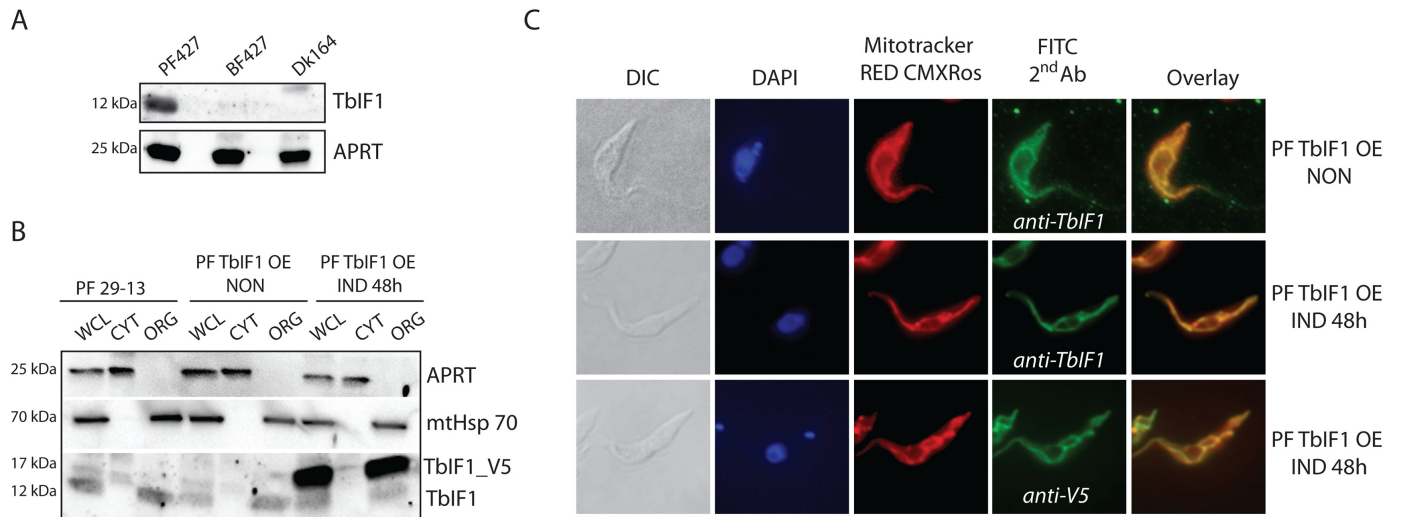 A
PF427
BF427
Dk164
12 kDa
TbIF1
25 kDa
APRT
B
PF 29-13
PF TbIF1 OE
NON
PF TbIF1 OE
IND 48h
WCL
CYT
ORG
WCL
CYT
ORG
WCL
CYT
ORG
25 kDa
APRT
70 kDa
mtHsp 70
17 kDa
TbIF1_V5
12 kDa
TbIF1
C
DIC
DAPI
Mitotracker
RED CMXRos
FITC
2nd Ab
Overlay
anti-TbIF1
PF TbIF1 OE
NON
anti-TbIF1
PF TbIF1 OE
IND 48h
anti-V5
PF TbIF1 OE
IND 48h